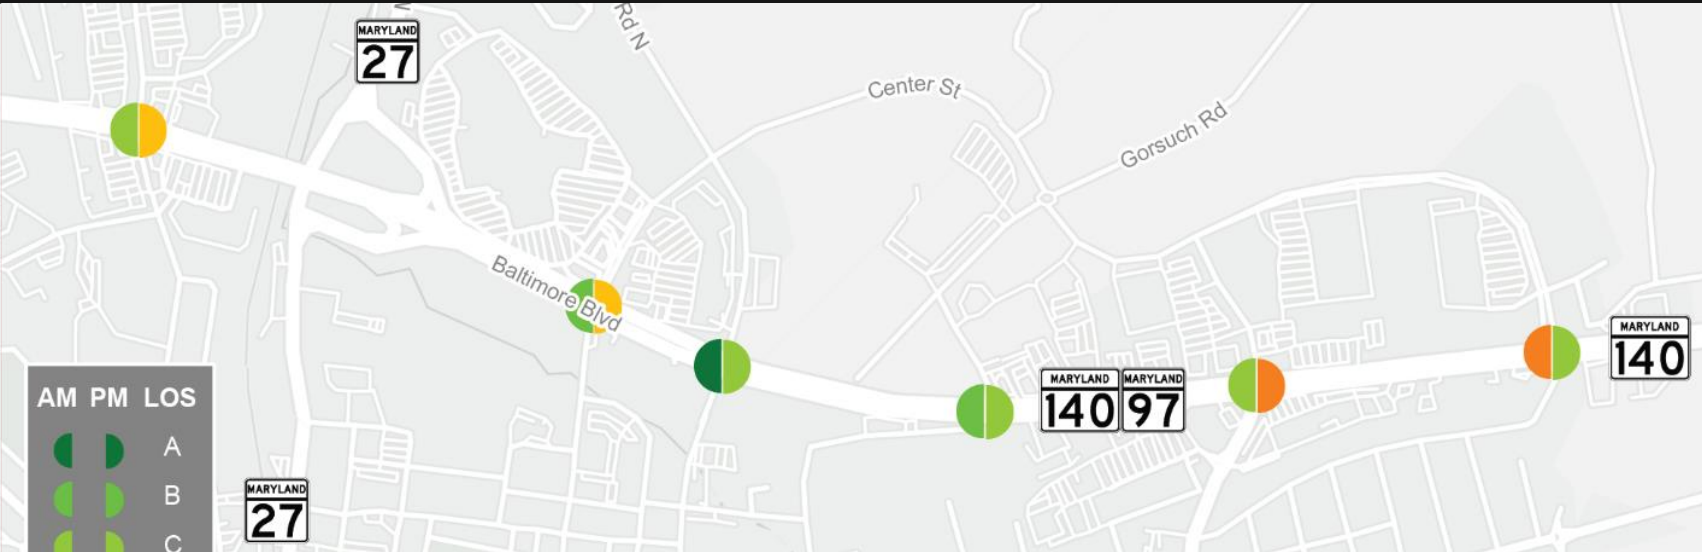 MARYLAND
27
Rd N
Center St
Gorsuch Rd
Baltimore Blvd
MARYLAND
140
MARYLAND
140
MARYLAND
97
AM PM LOS
A
B
C
MARYLAND
27